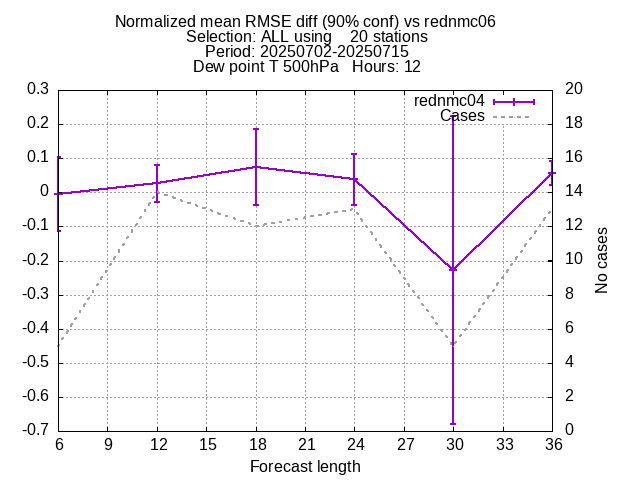 Normalized mean RMSE diff (90% conf) vs rednmc06
Selection: ALL using    20 stations
Period: 20250702-20250715
Dew point T 500hPa   Hours: 12
rednmc04
Cases
0.3
0.2
0.1
0
-0.1
-0.2
-0.3
-0.4
-0.5
-0.6
-0.7
20
18
16
14
12
10
8
6
4
2
0
No cases
6 9 12 15 18 21 24 27 30 33 36
Forecast length